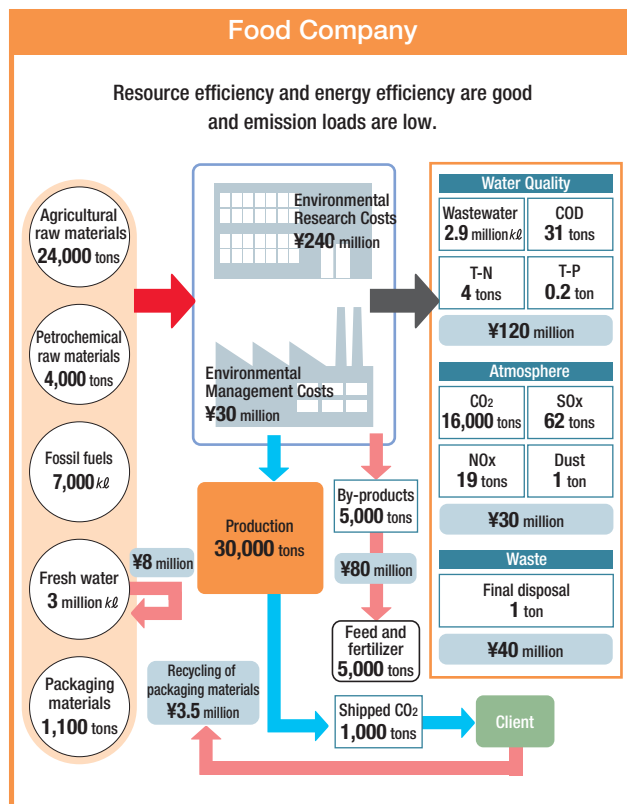 Food Company
Resource efficiency and energy efficiency are good
and emission loads are low.
Agricultural
raw materials
24,000 tons
Petrochemical
raw materials
4,000 tons
Fossil fuels
7,000 kℓ
Fresh water
3 million kℓ
Packaging
materials
1,100 tons
¥8 million
Environmental
Research Costs
¥240 million
Environmental
Management Costs
¥30 million
Production
30,000 tons
By-products
5,000 tons
¥80 million
Feed and
fertilizer
5,000 tons
Recycling of
packaging materials
¥3.5 million
Shipped CO₂
1,000 tons
Client
Water Quality
Wastewater
2.9 million kℓ
COD
31 tons
T-N
4 tons
T-P
0.2 ton
¥120 million
Atmosphere
CO₂
16,000 tons
SOx
62 tons
NOx
19 tons
Dust
1 ton
¥30 million
Waste
Final disposal
1 ton
¥40 million